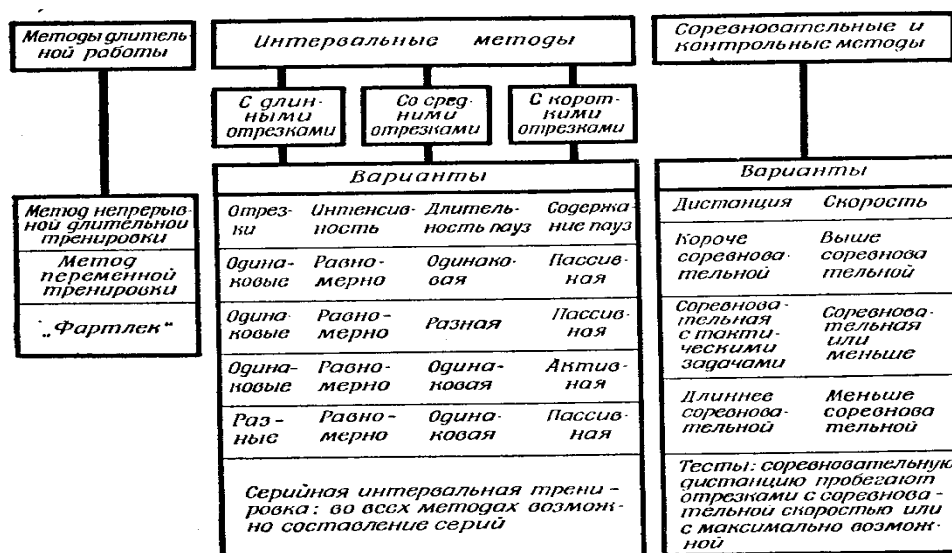 Методы длитель-
ной работы
Интервальные методы
Соревновательные и
контрольные методы
С длин-
ными
отрезками
Со сред-
ними
отрезками
С корот-
кими
отрезками
Метод непрерыв-
ной длительной
тренировки
Метод
переменной
тренировки
„Фартлек“
Варианты
Отрез-
ки
Интенсив-
ность
Длитель-
ность пауз
Содержа-
ние пауз
Одина-
ковые
Равно-
мерно
Одинако-
вая
Пассив-
ная
Одина-
ковые
Равно-
мерно
Разная
Пассив-
ная
Одина-
ковые
Равно-
мерно
Одина-
ковая
Актив-
ная
Раз-
ные
Равно-
мерно
Одина-
ковая
Пассив-
ная
Серийная интервальная трени-
ровка: во всех методах возмож-
но составление серий
Варианты
Дистанция
Скорость
Короче
соревнова-
тельной
Выше
соревнова
тельной
Соревнова-
тельная
с такти-
ческими
задачами
Соревнова-
тельная
или
меньше
Длиннее
соревнова-
тельной
Меньше
соревнова
тельной
Тесты: соревновательную
дистанцию пробегают
отрезками с соревнова-
тельной скоростью или
с максимально возмож-
ной